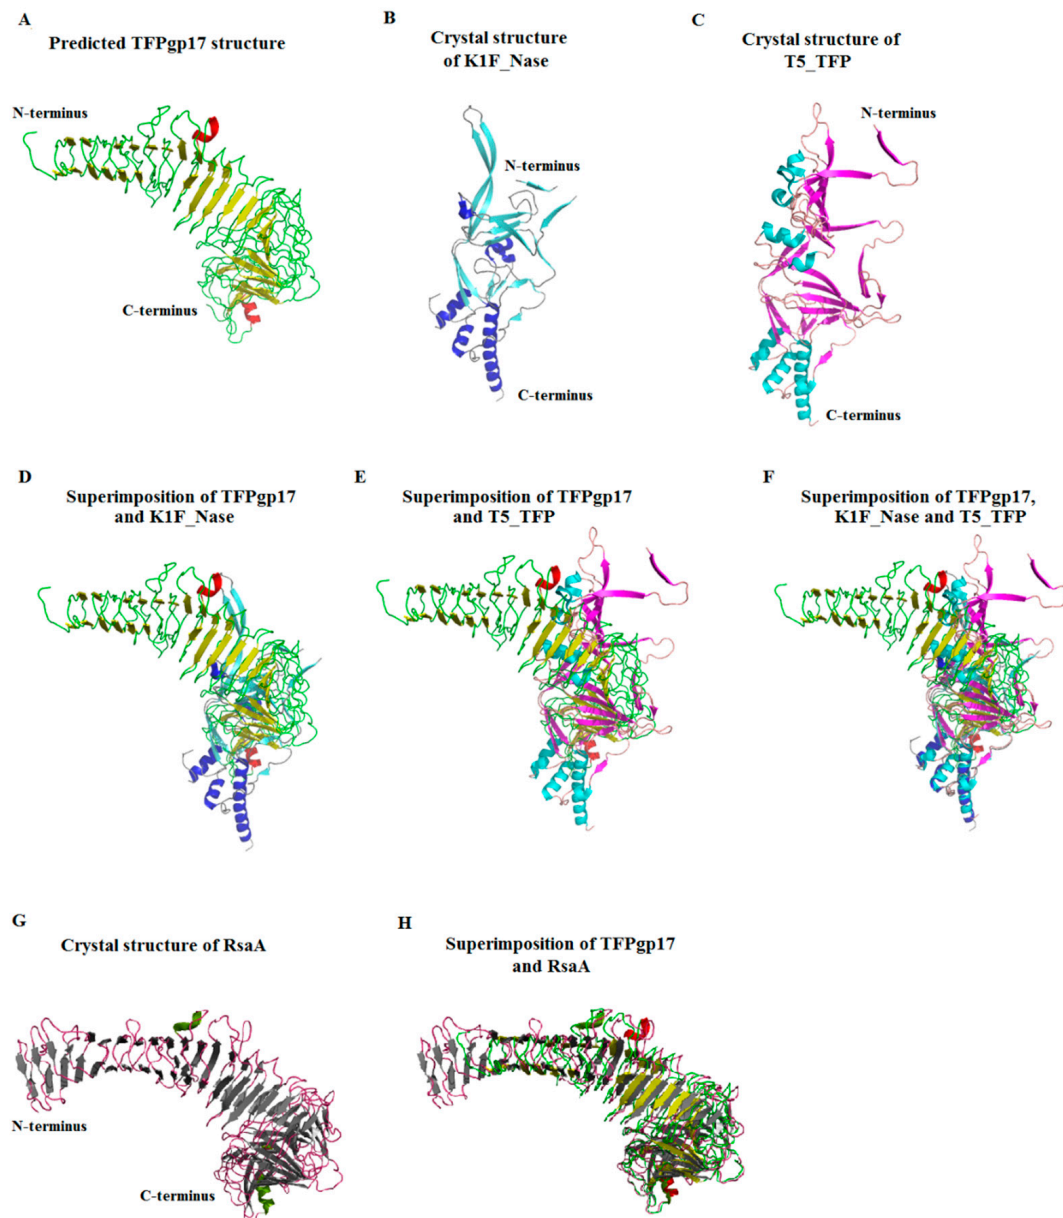 A
Predicted TFPgp17 structure
N-terminus
C-terminus
B
Crystal structure
of K1F_Nase
N-terminus
C-terminus
C
Crystal structure of
T5_TFP
N-terminus
C-terminus
D
Superimposition of TFPgp17
and K1F_Nase
E
Superimposition of TFPgp17
and T5_TFP
F
Superimposition of TFPgp17,
K1F_Nase and T5_TFP
G
Crystal structure of RsaA
N-terminus
C-terminus
H
Superimposition of TFPgp17
and RsaA